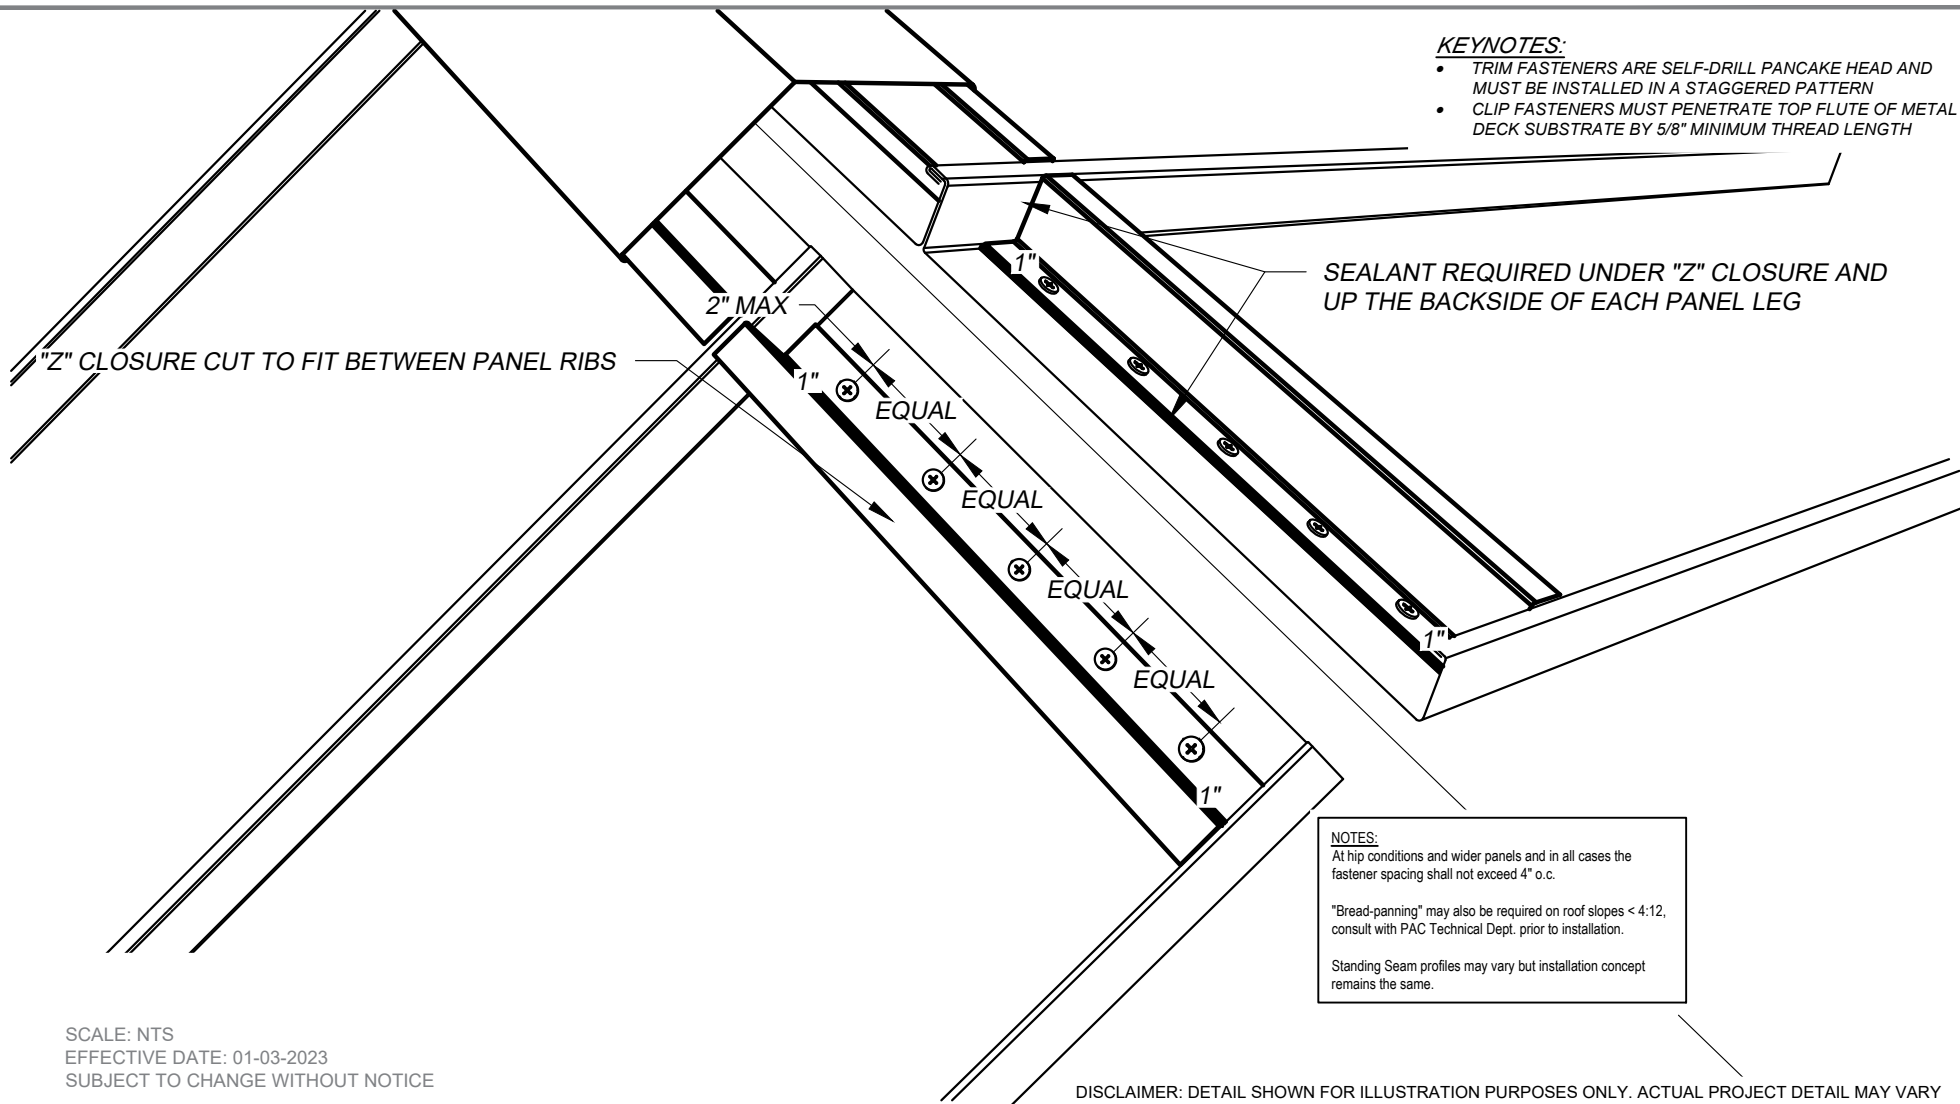 KEYNOTES:
• TRIM FASTENERS ARE SELF-DRILL PANCAKE HEAD AND
MUST BE INSTALLED IN A STAGGERED PATTERN
• CLIP FASTENERS MUST PENETRATE TOP FLUTE OF METAL
DECK SUBSTRATE BY 5/8" MINIMUM THREAD LENGTH
1"
SEALANT REQUIRED UNDER "Z" CLOSURE AND
UP THE BACKSIDE OF EACH PANEL LEG
2" MAX
"Z" CLOSURE CUT TO FIT BETWEEN PANEL RIBS
1"
EQUAL
EQUAL
EQUAL
1"
EQUAL
1"
NOTES:
At hip conditions and wider panels and in all cases the
fastener spacing shall not exceed 4" o.c.
"Bread-panning" may also be required on roof slopes < 4:12,
consult with PAC Technical Dept. prior to installation.
Standing Seam profiles may vary but installation concept
remains the same.
SCALE: NTS
EFFECTIVE DATE: 01-03-2023
SUBJECT TO CHANGE WITHOUT NOTICE
DISCLAIMER: DETAIL SHOWN FOR ILLUSTRATION PURPOSES ONLY. ACTUAL PROJECT DETAIL MAY VARY